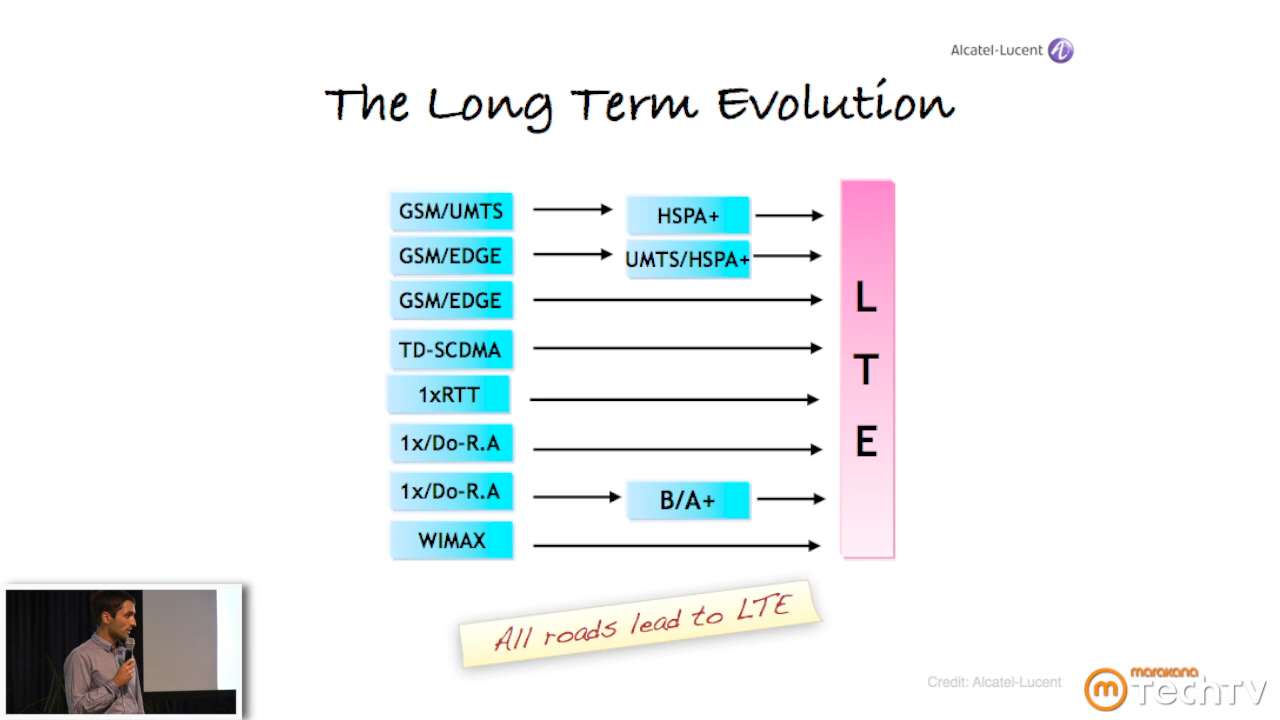 Alcatel·Lucent
The Long Term Evolution
GSM/UMTS HSPA+
GSM/EDGE UMTS/HSPA+
GSM/EDGE
TD-SCDMA
1xRTT
1x/Do-R.A
1x/Do-R.A B/A+
WIMAX
L
T
E
All roads lead to LTE
Credit: Alcatel-Lucent
marakana
TechTV